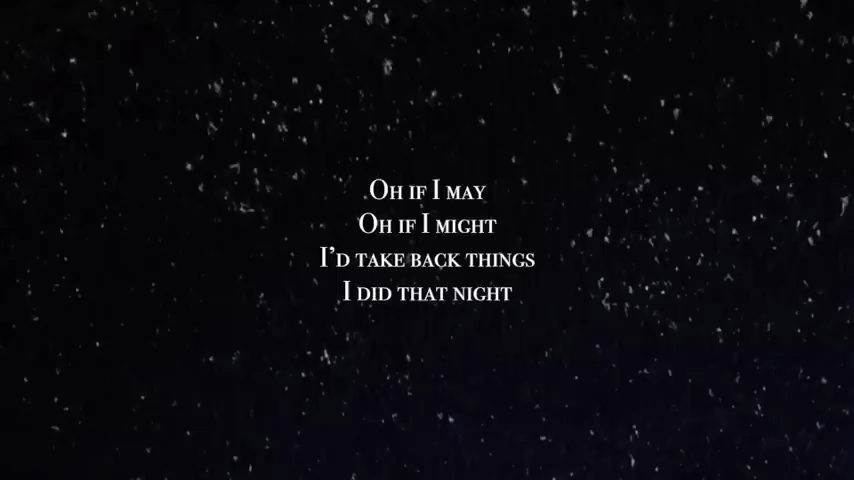 Oh if I may
Oh if I might
I’d take back things
I did that night